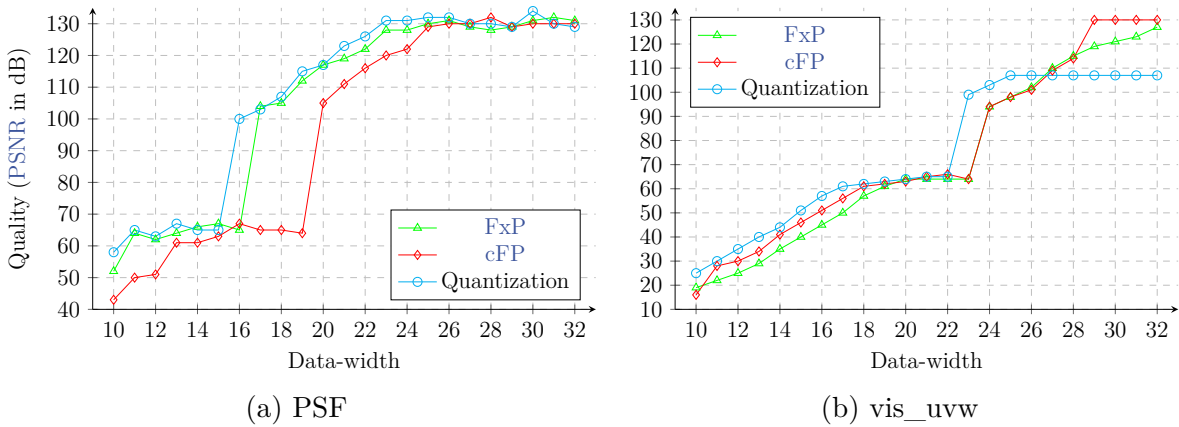 Quality (PSNR in dB)
130
120
110
100
90
80
70
60
50
40
10 12 14 16 18 20 22 24 26 28 30 32
Data-width
FxP
cFP
Quantization
(a) PSF
130
120
110
100
90
80
70
60
50
40
30
20
10
10 12 14 16 18 20 22 24 26 28 30 32
Data-width
FxP
cFP
Quantization
(b) vis_uvw